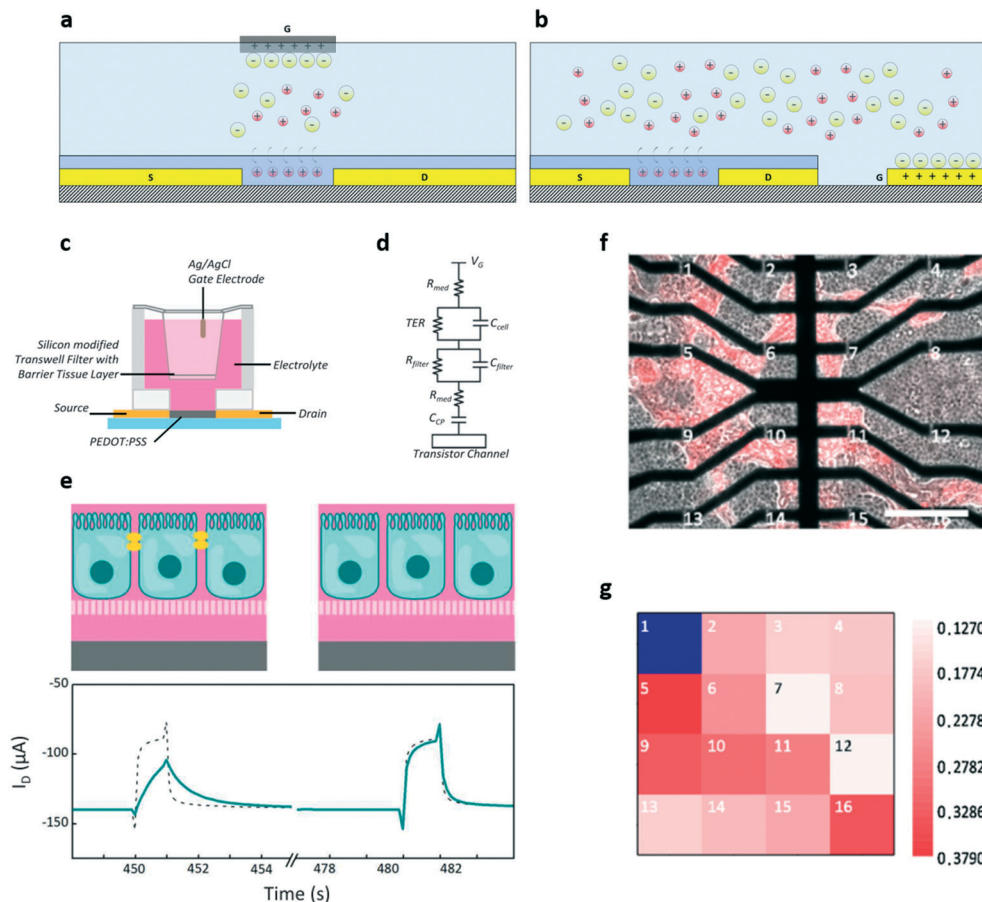 a
G
+ + + + + +
S
D
b
S
D
G
+ + + + + +
c
Ag/AgCl
Gate Electrode
Silicon modified
Transwell Filter with
Barrier Tissue Layer
Electrolyte
Source
Drain
PEDOT:PSS
d
V_G
R_med
TER
C_cell
R_filter
C_filter
R_med
C_CP
Transistor Channel
e
-50
-100
-150
I_D (µA)
450 452 454 478 480 482
Time (s)
f
1 2 3 4
5 6 7 8
9 10 11 12
13 14 15 16
g
1 2 3 4
5 6 7 8
9 10 11 12
13 14 15 16
0.1270
0.1774
0.2278
0.2782
0.3286
0.3790